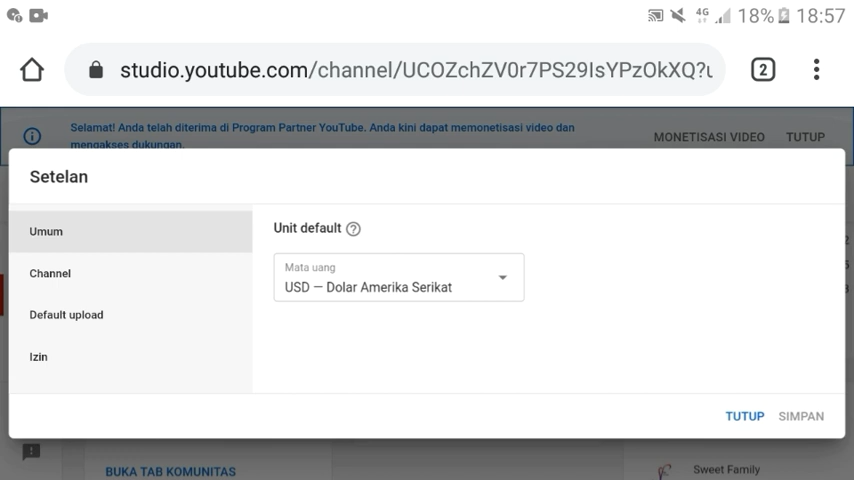 4G 18% 18:57
studio.youtube.com/channel/UCOZchZV0r7PS29IsYPzOkXQ?u
2
Selamat! Anda telah diterima di Program Partner YouTube. Anda kini dapat memonetisasi video dan
mengakses dukungan.
MONETISASI VIDEO TUTUP
Setelan
Umum
Channel
Default upload
Izin
Unit default
Mata uang
USD — Dolar Amerika Serikat
TUTUP SIMPAN
BUKA TAB KOMUNITAS
Sweet Family